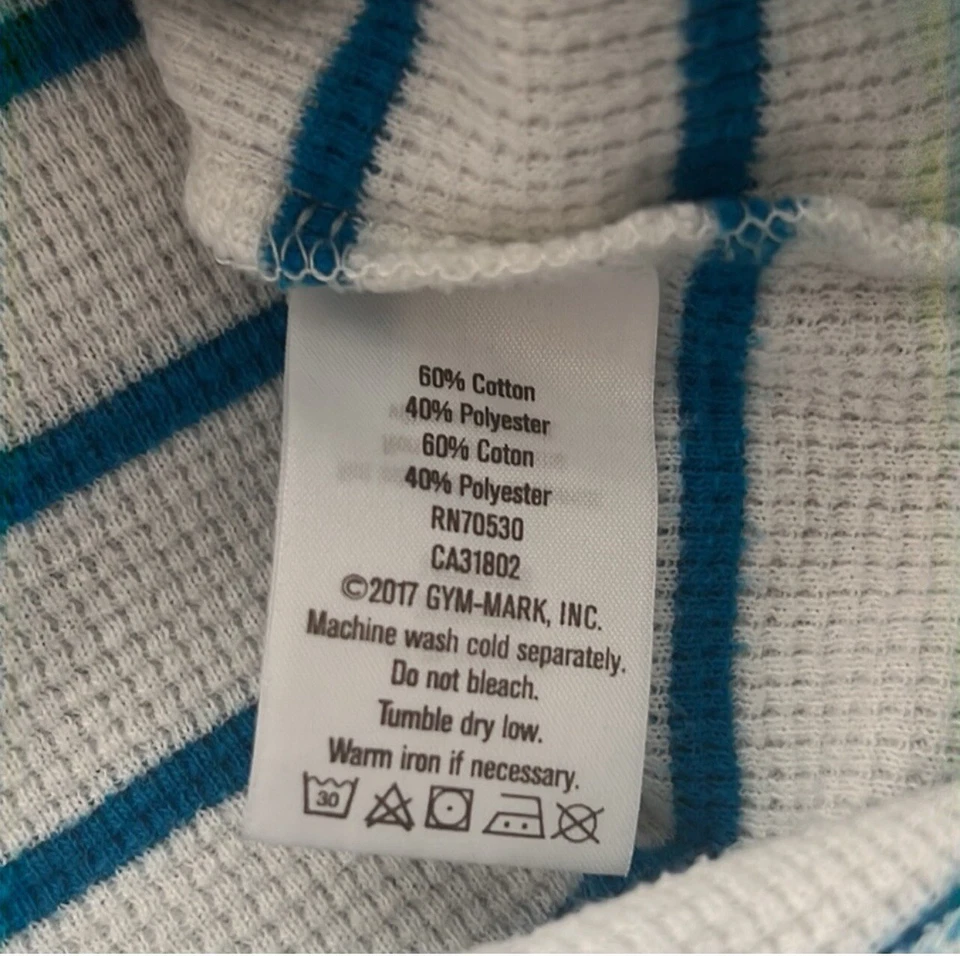 60% Cotton
40% Polyester
60% Coton
40% Polyester
RN70530
CA31802
©2017 GYM-MARK, INC.
Machine wash cold separately.
Do not bleach.
Tumble dry low.
Warm iron if necessary.
30